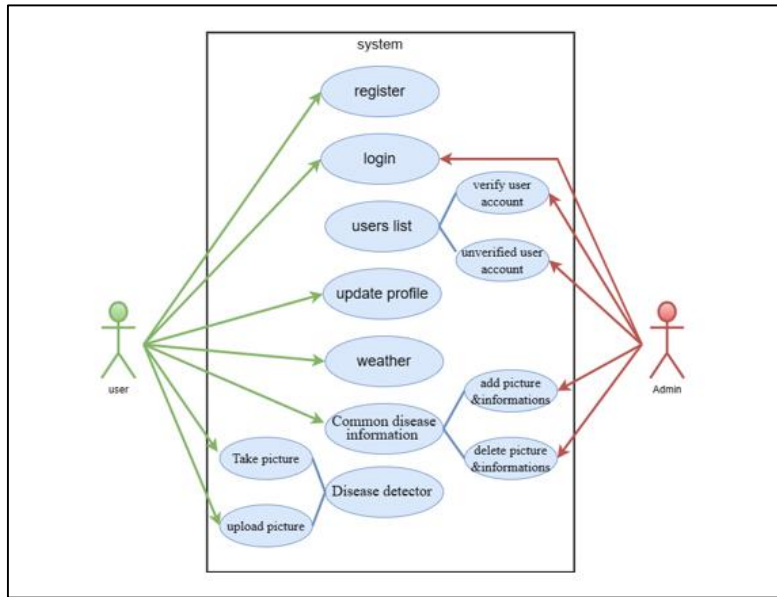 system
register
login
verify user
account
users list
unverified user
account
update profile
user
Admin
weather
add picture
&informations
Common disease
information
Take picture
delete picture
&informations
Disease detector
upload picture